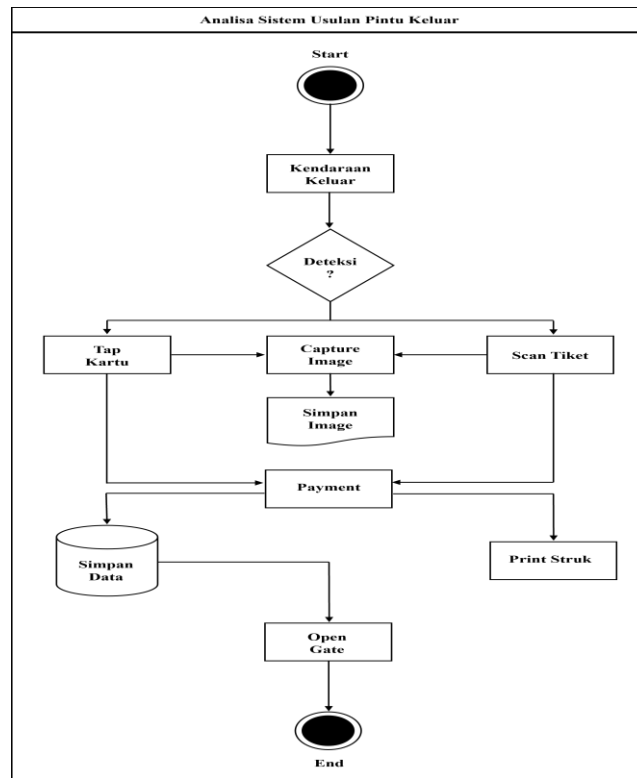 Analisa Sistem Usulan Pintu Keluar
Start
Kendaraan
Keluar
Deteksi
?
Tap
Kartu
Capture
Image
Scan Tiket
Simpan
Image
Payment
Simpan
Data
Print Struk
Open
Gate
End